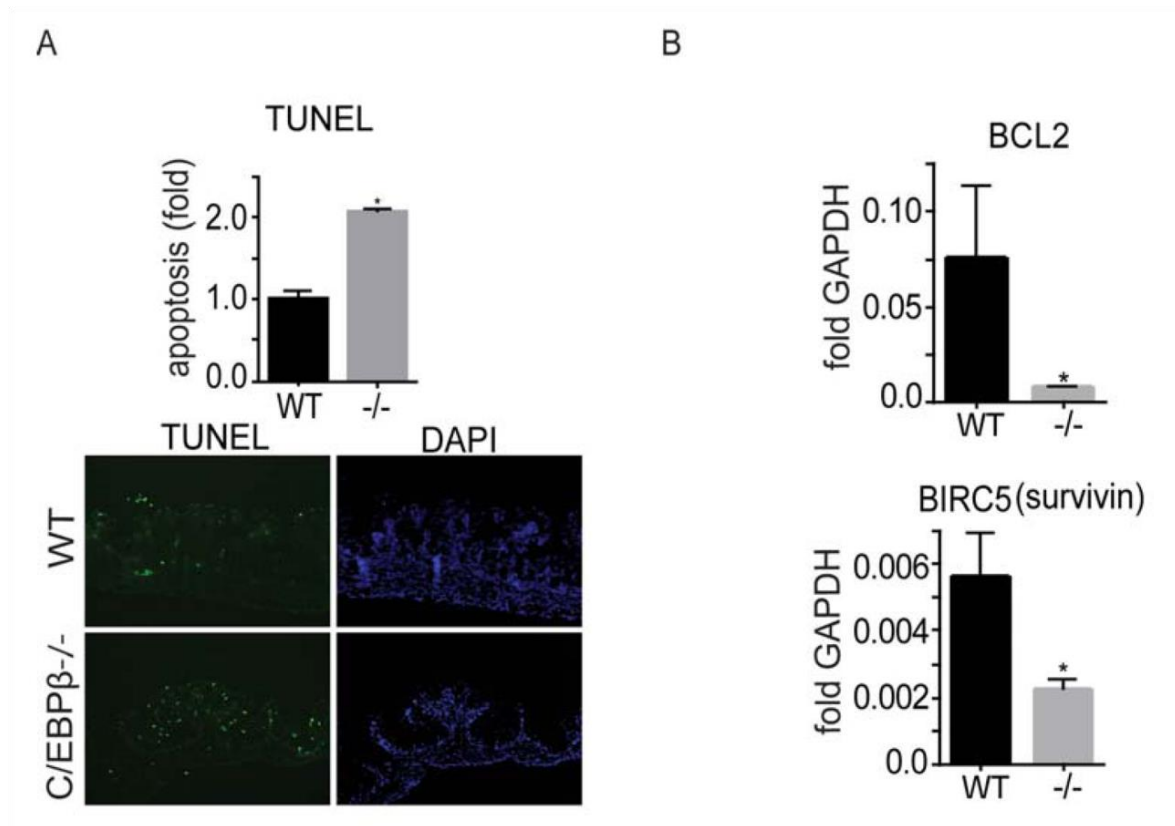 A
TUNEL
apoptosis (fold)
2.0
1.0
0.0
*
WT
-/-
TUNEL
DAPI
WT
C/EBPβ-/-
B
BCL2
fold GAPDH
0.10
0.05
0.0
*
WT
-/-
BIRC5(survivin)
fold GAPDH
0.006
0.004
0.002
0.0
*
WT
-/-